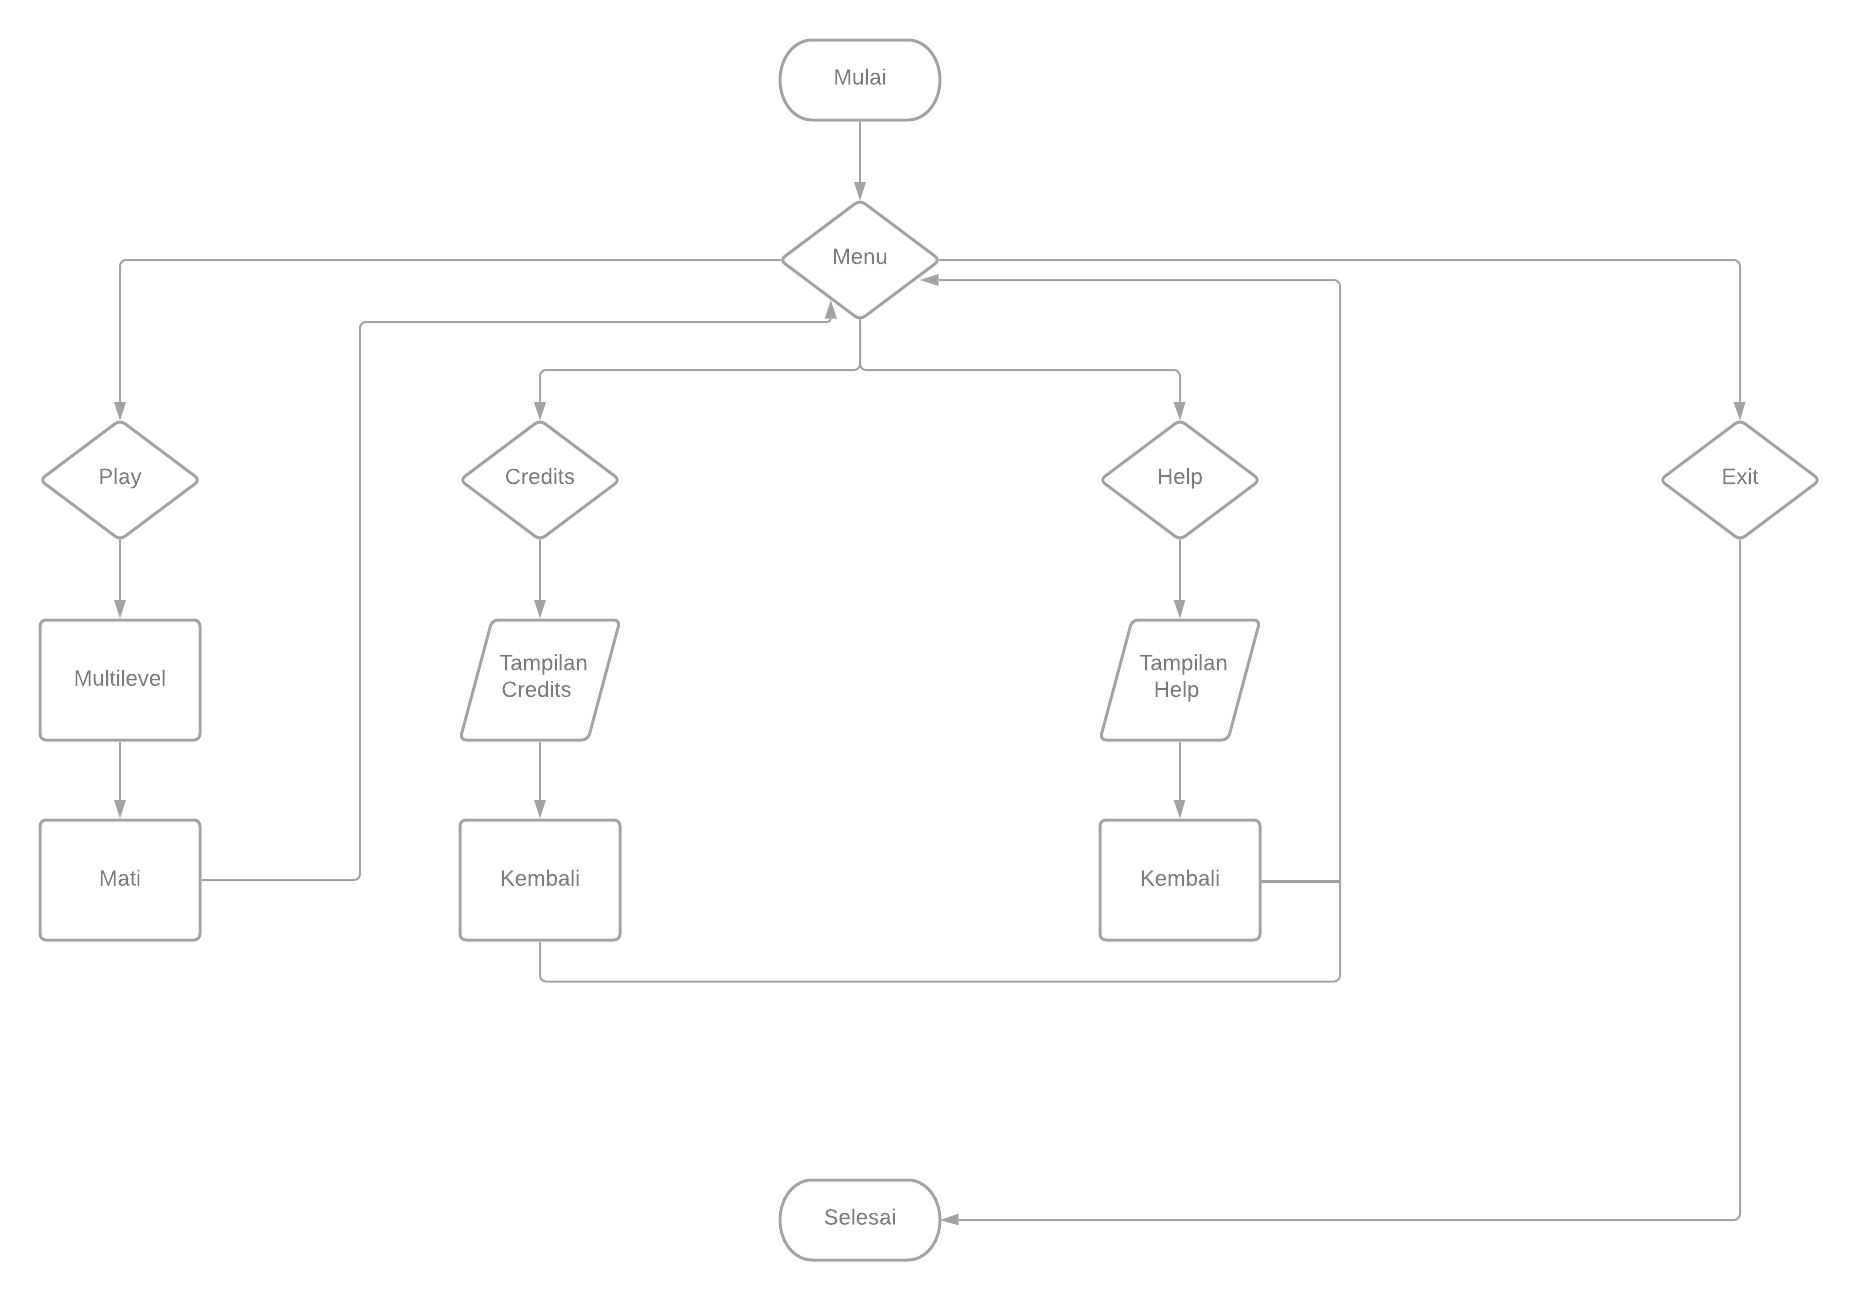 Mulai
Menu
Play
Credits
Help
Exit
Multilevel
Tampilan
Credits
Tampilan
Help
Mati
Kembali
Kembali
Selesai